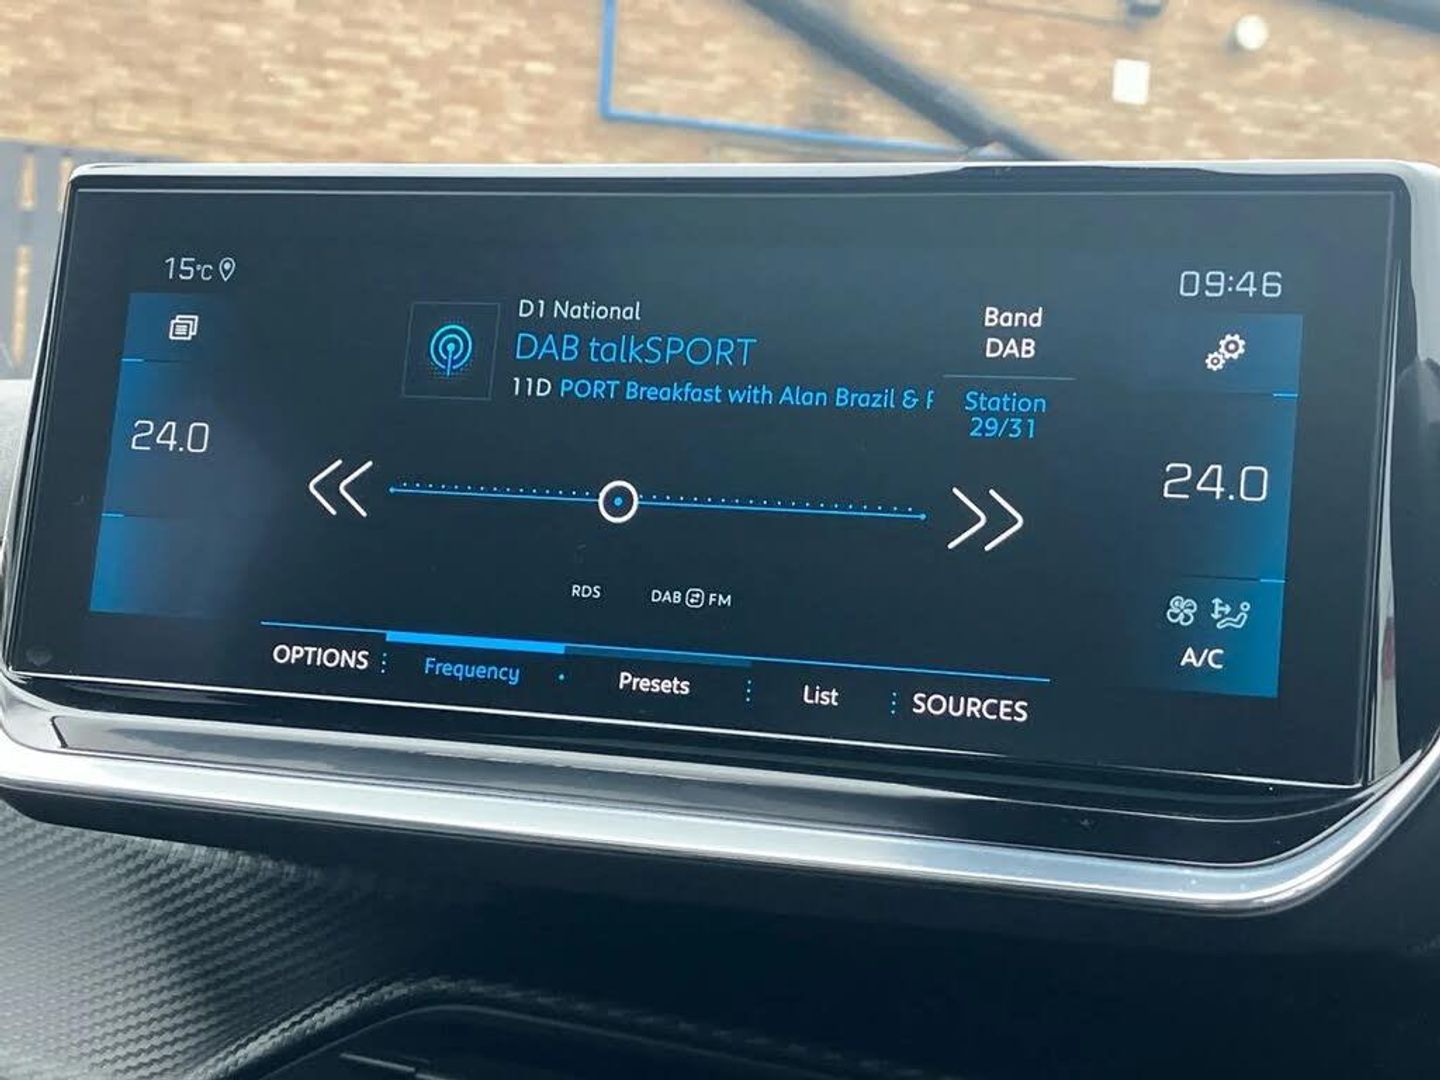 15°C
09:46
D1 National
DAB talkSPORT
11D PORT Breakfast with Alan Brazil &
Band
DAB
Station
29/31
24.0
24.0
RDS
DAB FM
A/C
OPTIONS
Frequency
Presets
List
SOURCES